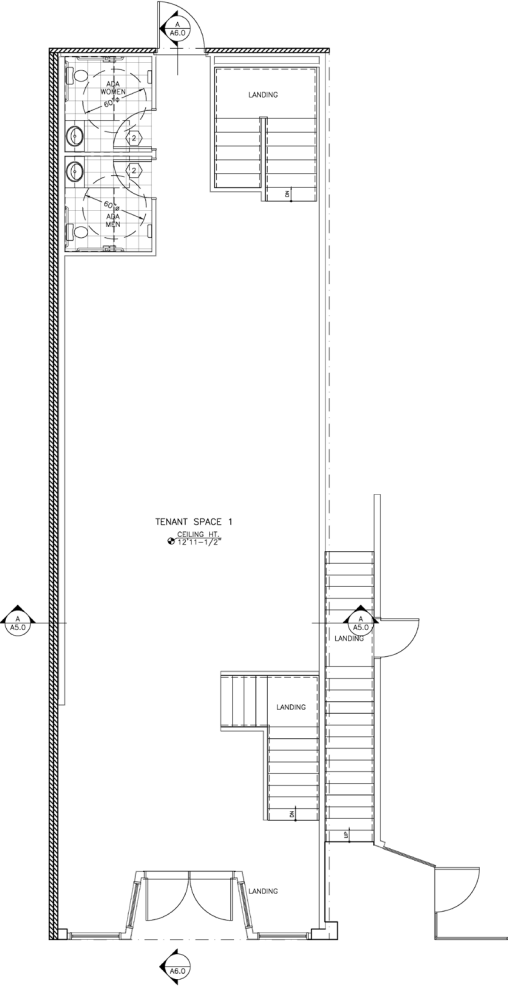 A
A6.0
ADA
WOMEN
60"ø
LANDING
2
2
DN
60"ø
ADA
MEN
TENANT SPACE 1
CEILING HT.
12'11-1/2"
A
A5.0
A
A5.0
LANDING
LANDING
DN
UP
LANDING
A
A6.0